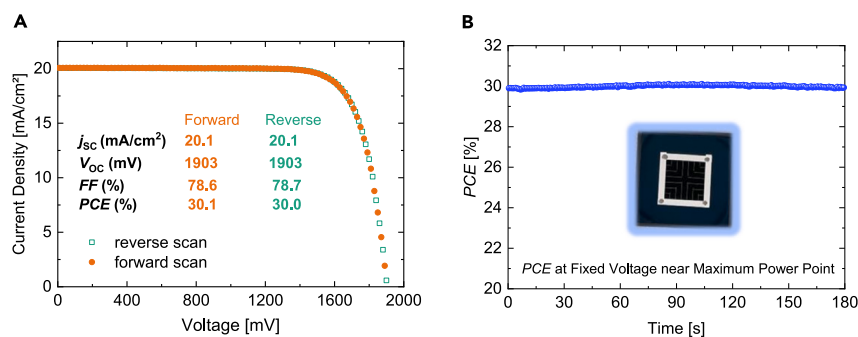 A
Current Density [mA/cm²]
25
20
15
10
5
0
0 400 800 1200 1600 2000
Voltage [mV]
Forward Reverse
jSC (mA/cm²) 20.1 20.1
VOC (mV) 1903 1903
FF (%) 78.6 78.7
PCE (%) 30.1 30.0
reverse scan
forward scan
B
PCE [%]
32
30
28
26
24
22
20
0 30 60 90 120 150 180
Time [s]
PCE at Fixed Voltage near Maximum Power Point